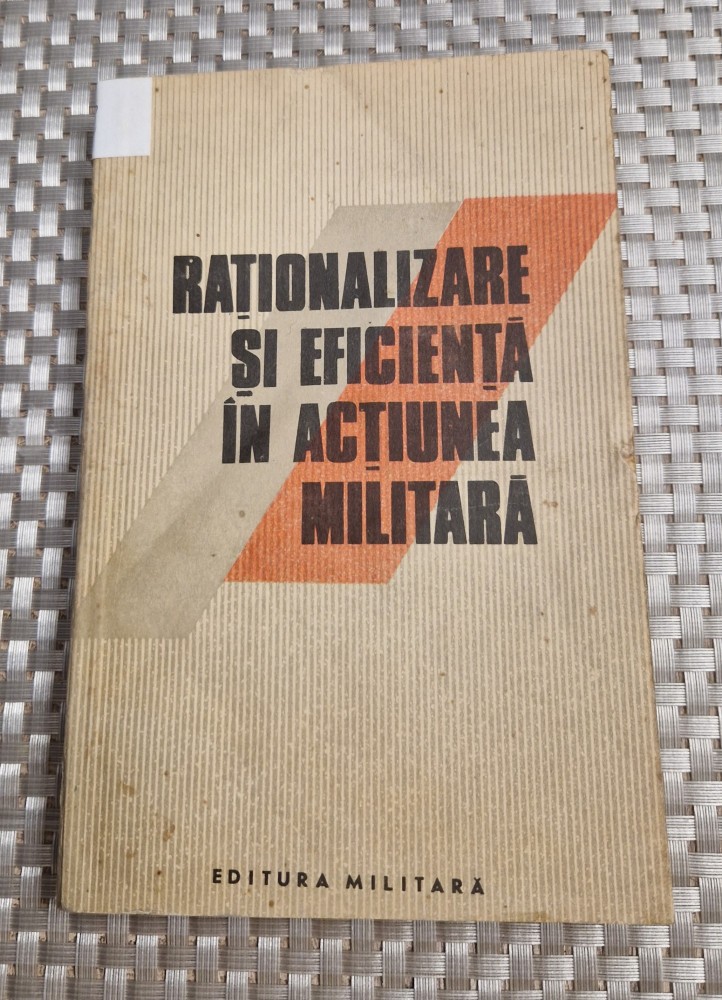 RAȚIONALIZARE
ȘI EFICIENȚĂ
ÎN ACȚIUNEA
MILITARĂ
EDITURA MILITARĂ